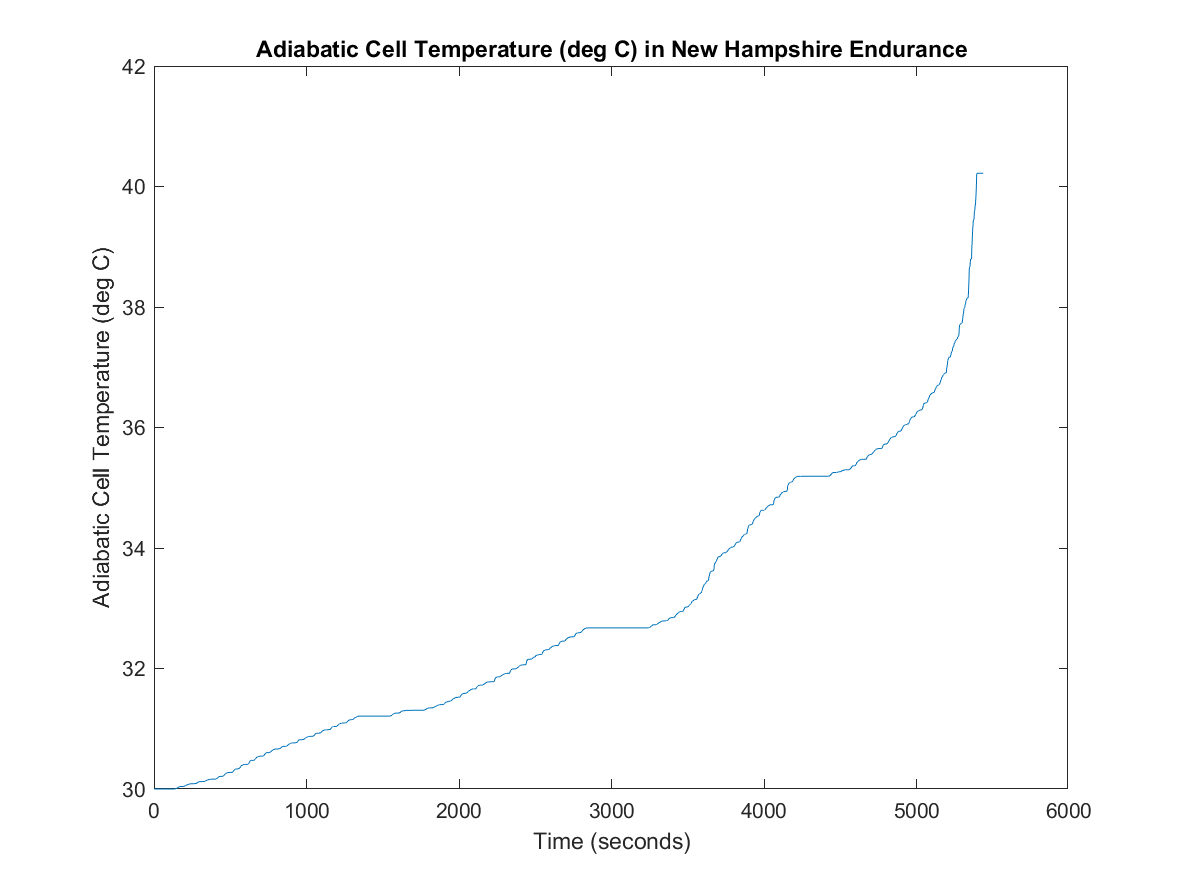 Adiabatic Cell Temperature (deg C) in New Hampshire Endurance
42
40
38
36
34
32
30
Adiabatic Cell Temperature (deg C)
0 1000 2000 3000 4000 5000 6000
Time (seconds)